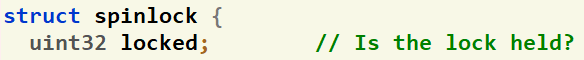 struct spinlock {
  uint32 locked;       // Is the lock held?